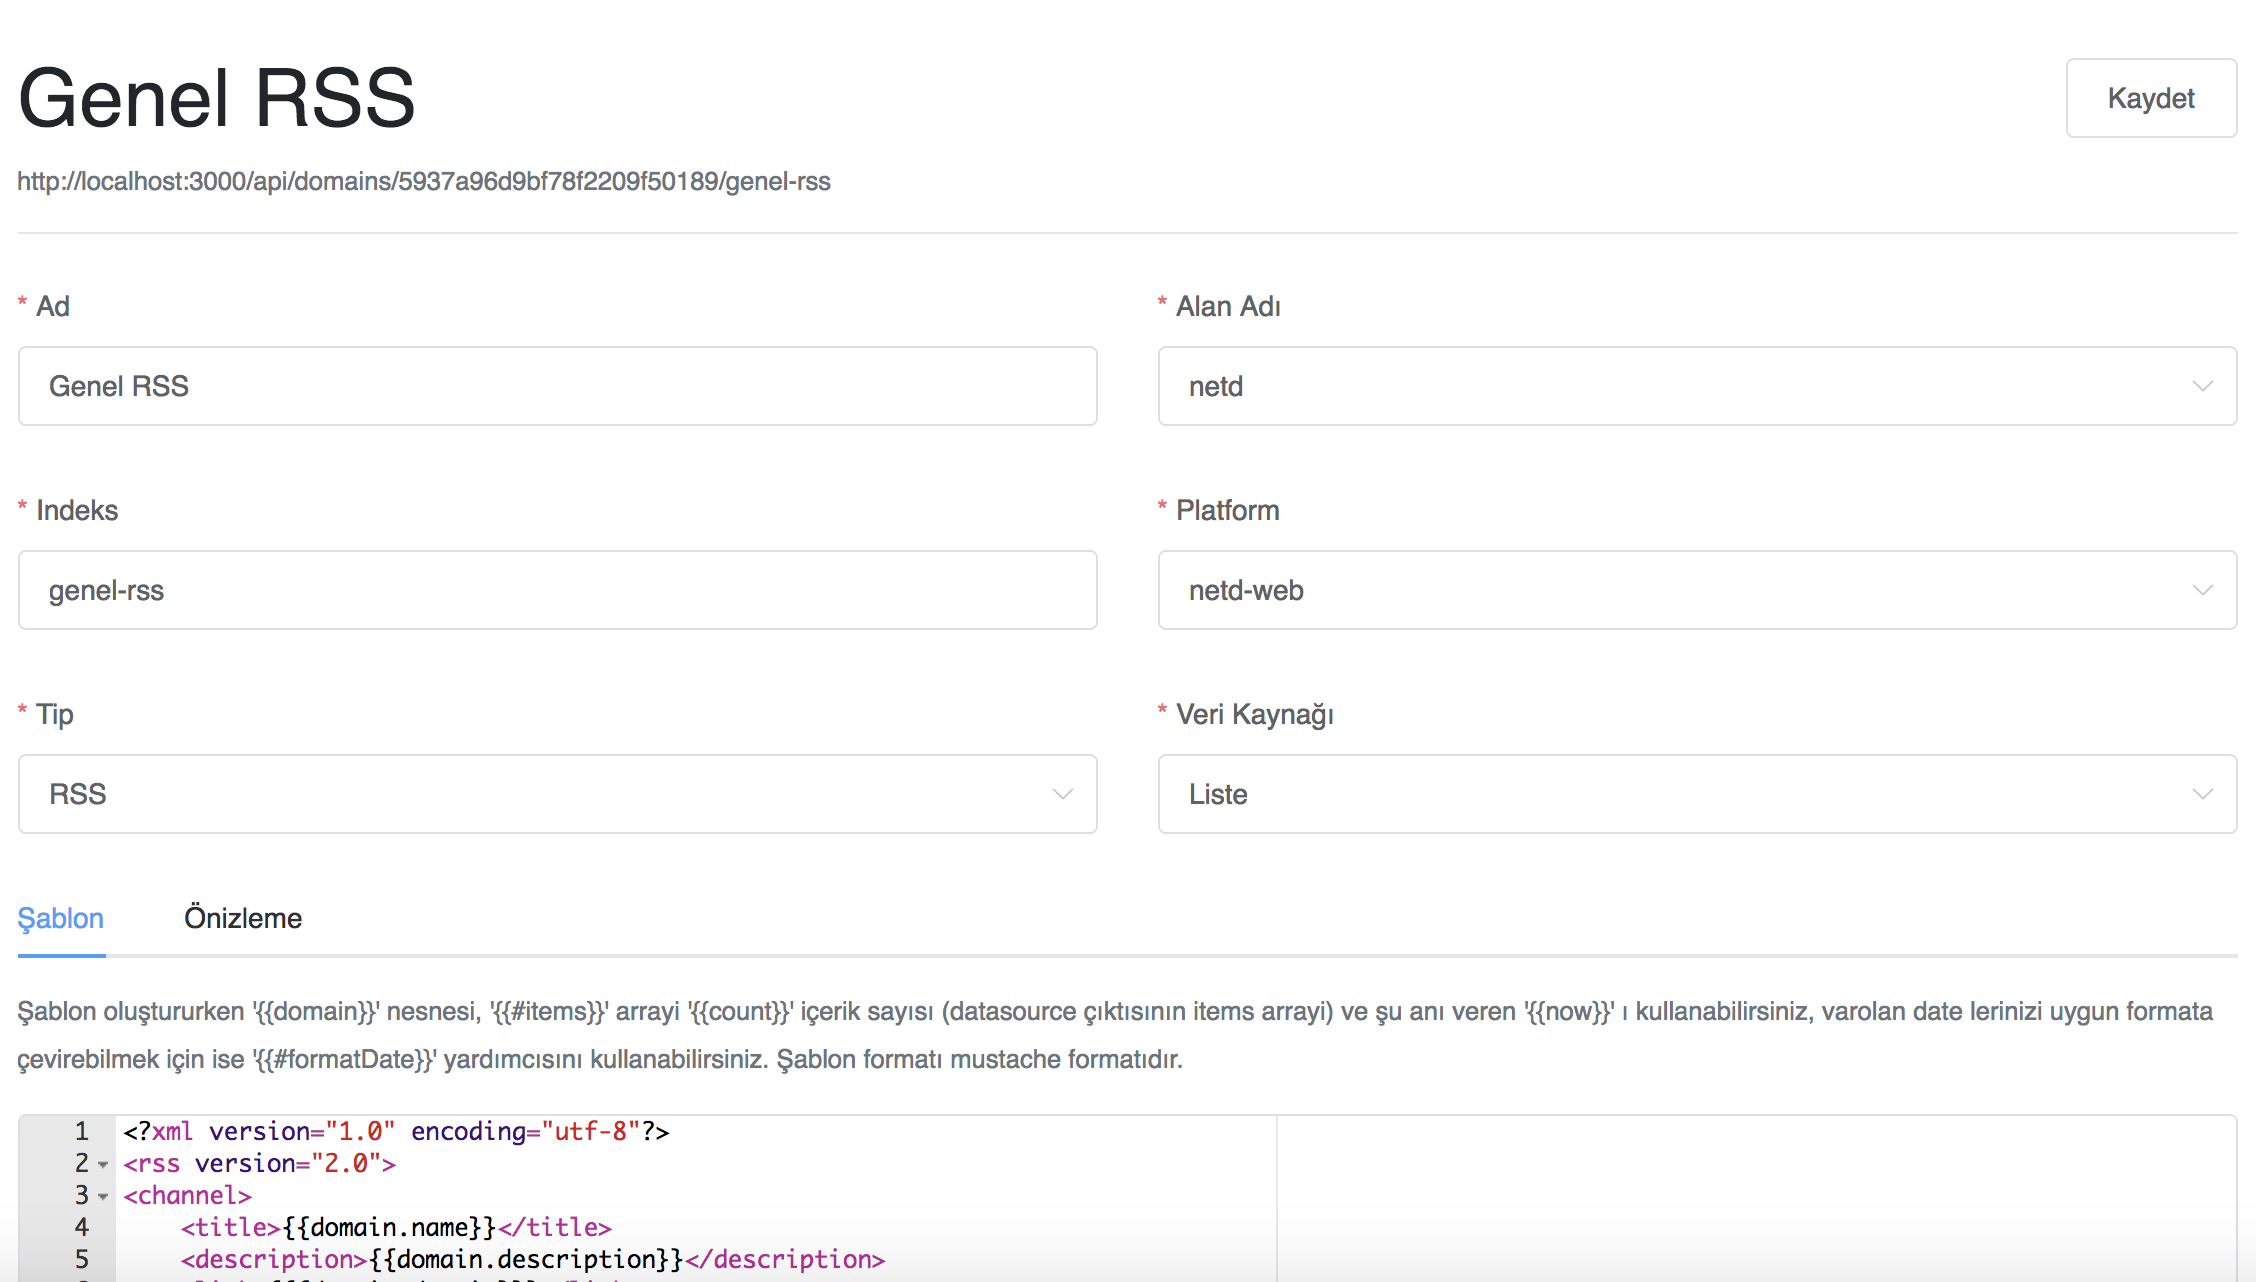 Genel RSS
Kaydet
http://localhost:3000/api/domains/5937a96d9bf78f2209f50189/genel-rss
* Ad
* Alan Adı
Genel RSS
netd
* Indeks
* Platform
genel-rss
netd-web
* Tip
* Veri Kaynağı
RSS
Liste
Şablon
Önizleme
Şablon oluştururken '{{domain}}' nesnesi, '{{#items}}' arrayi '{{count}}' içerik sayısı (datasource çıktısının items arrayi) ve şu anı veren '{{now}}' ı kullanabilirsiniz, varolan date lerinizi uygun formata
çevirebilmek için ise '{{#formatDate}}' yardımcısını kullanabilirsiniz. Şablon formatı mustache formatıdır.
1 <?xml version="1.0" encoding="utf-8"?>
2 <rss version="2.0">
3 <channel>
4 <title>{{domain.name}}</title>
5 <description>{{domain.description}}</description>